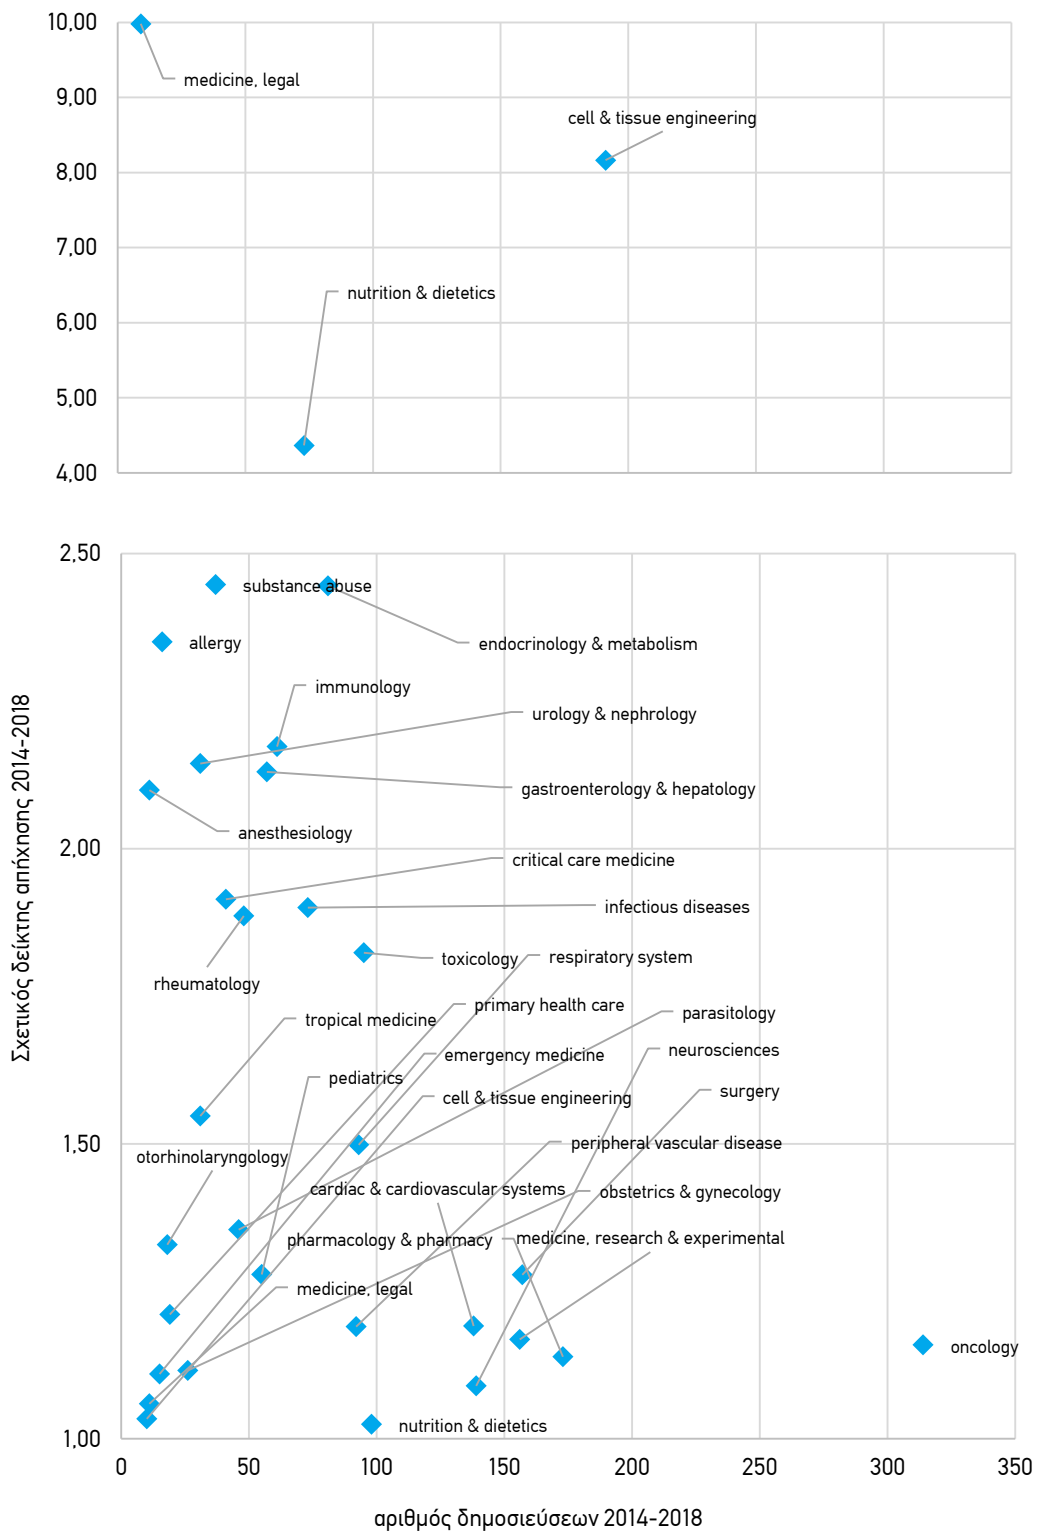 10,00
medicine, legal
9,00
cell & tissue engineering
8,00
7,00
nutrition & dietetics
6,00
5,00
4,00
2,50
substance abuse
endocrinology & metabolism
allergy
immunology
urology & nephrology
gastroenterology & hepatology
anesthesiology
2,00
critical care medicine
infectious diseases
rheumatology
toxicology
respiratory system
primary health care
parasitology
tropical medicine
neurosciences
emergency medicine
pediatrics
surgery
cell & tissue engineering
1,50
peripheral vascular disease
otorhinolaryngology
cardiac & cardiovascular systems
obstetrics & gynecology
pharmacology & pharmacy
medicine, research & experimental
medicine, legal
oncology
nutrition & dietetics
1,00
Σχετικός δείκτης απήχησης 2014-2018
0 50 100 150 200 250 300 350
αριθμός δημοσιεύσεων 2014-2018